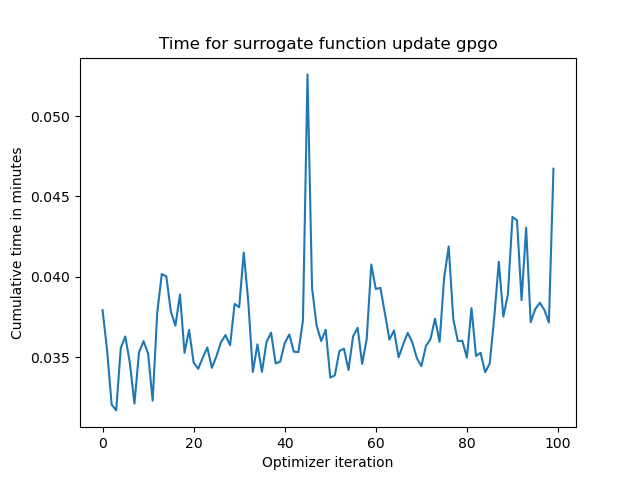 Time for surrogate function update gpgo
Cumulative time in minutes
0.050
0.045
0.040
0.035
0 20 40 60 80 100
Optimizer iteration